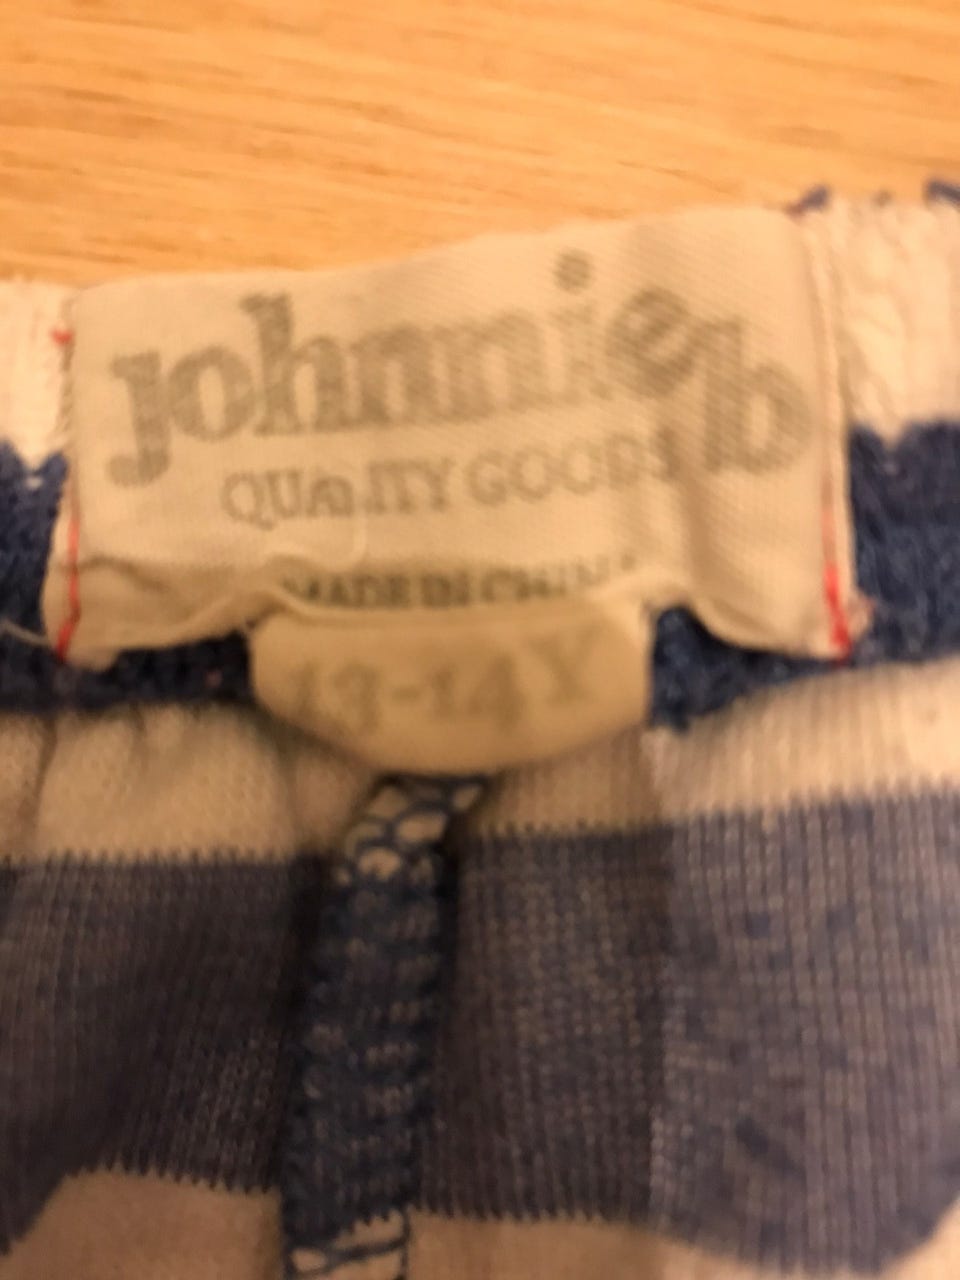 johnnie b
QUALITY GOODS
MADE IN CHINA
13-14Y